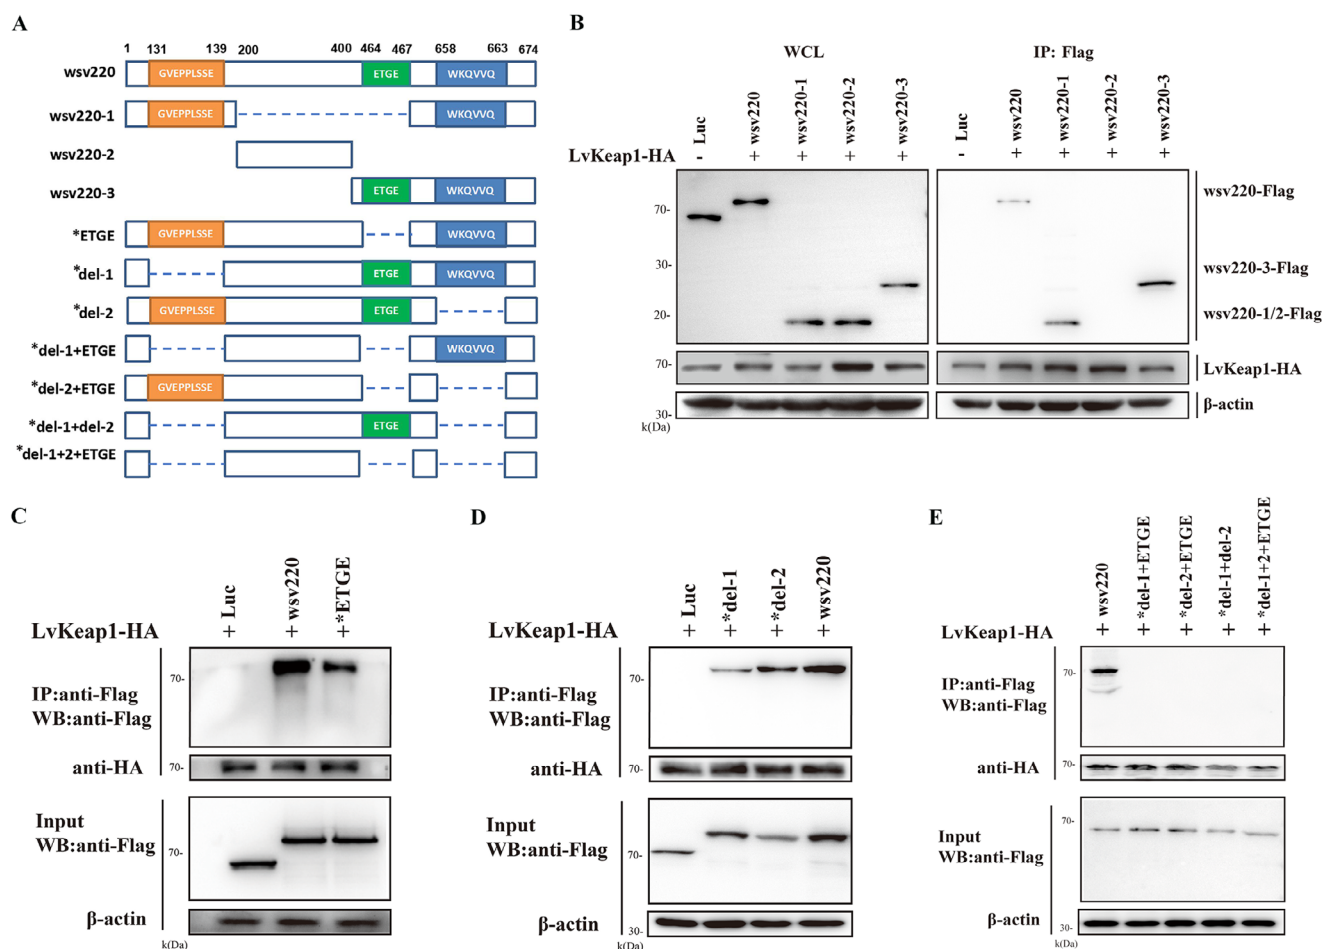 A
1 131 139 200 400 464 467 658 663 674
wsv220 GVEPPLSSE ETGE WKQVVQ
wsv220-1 GVEPPLSSE WKQVVQ
wsv220-2
wsv220-3 ETGE WKQVVQ
*ETGE GVEPPLSSE WKQVVQ
*del-1 ETGE WKQVVQ
*del-2 GVEPPLSSE ETGE
*del-1+ETGE WKQVVQ
*del-2+ETGE GVEPPLSSE
*del-1+del-2 ETGE
*del-1+2+ETGE
B
WCL IP: Flag
Luc wsv220 wsv220-1 wsv220-2 wsv220-3 Luc wsv220 wsv220-1 wsv220-2 wsv220-3
LvKeap1-HA - + + + + - + + + +
70- wsv220-Flag
30- wsv220-3-Flag
20- wsv220-1/2-Flag
70- LvKeap1-HA
30- β-actin
k(Da)
C
Luc wsv220 *ETGE
LvKeap1-HA + + +
70-
IP:anti-Flag
WB:anti-Flag
anti-HA 70-
Input
WB:anti-Flag 70-
β-actin
k(Da)
D
Luc *del-1 *del-2 wsv220
LvKeap1-HA + + + +
70-
IP:anti-Flag
WB:anti-Flag
anti-HA 70-
Input
WB:anti-Flag 70-
β-actin 30-
k(Da)
E
wsv220 *del-1+ETGE *del-2+ETGE *del-1+del-2 *del-1+2+ETGE
LvKeap1-HA + + + + +
70-
IP:anti-Flag
WB:anti-Flag
anti-HA 70-
70-
Input
WB:anti-Flag
β-actin 30-
k(Da)